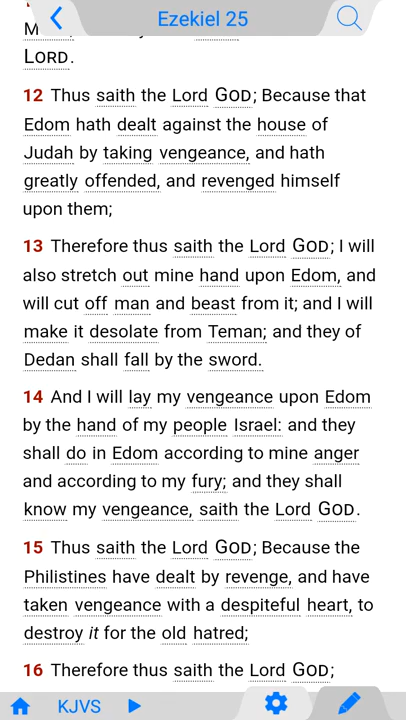 Ezekiel 25
LORD.
12 Thus saith the Lord GOD; Because that
Edom hath dealt against the house of
Judah by taking vengeance, and hath
greatly offended, and revenged himself
upon them;
13 Therefore thus saith the Lord GOD; I will
also stretch out mine hand upon Edom, and
will cut off man and beast from it; and I will
make it desolate from Teman; and they of
Dedan shall fall by the sword.
14 And I will lay my vengeance upon Edom
by the hand of my people Israel: and they
shall do in Edom according to mine anger
and according to my fury; and they shall
know my vengeance, saith the Lord GOD.
15 Thus saith the Lord GOD; Because the
Philistines have dealt by revenge, and have
taken vengeance with a despiteful heart, to
destroy it for the old hatred;
16 Therefore thus saith the Lord GOD;
KJVS